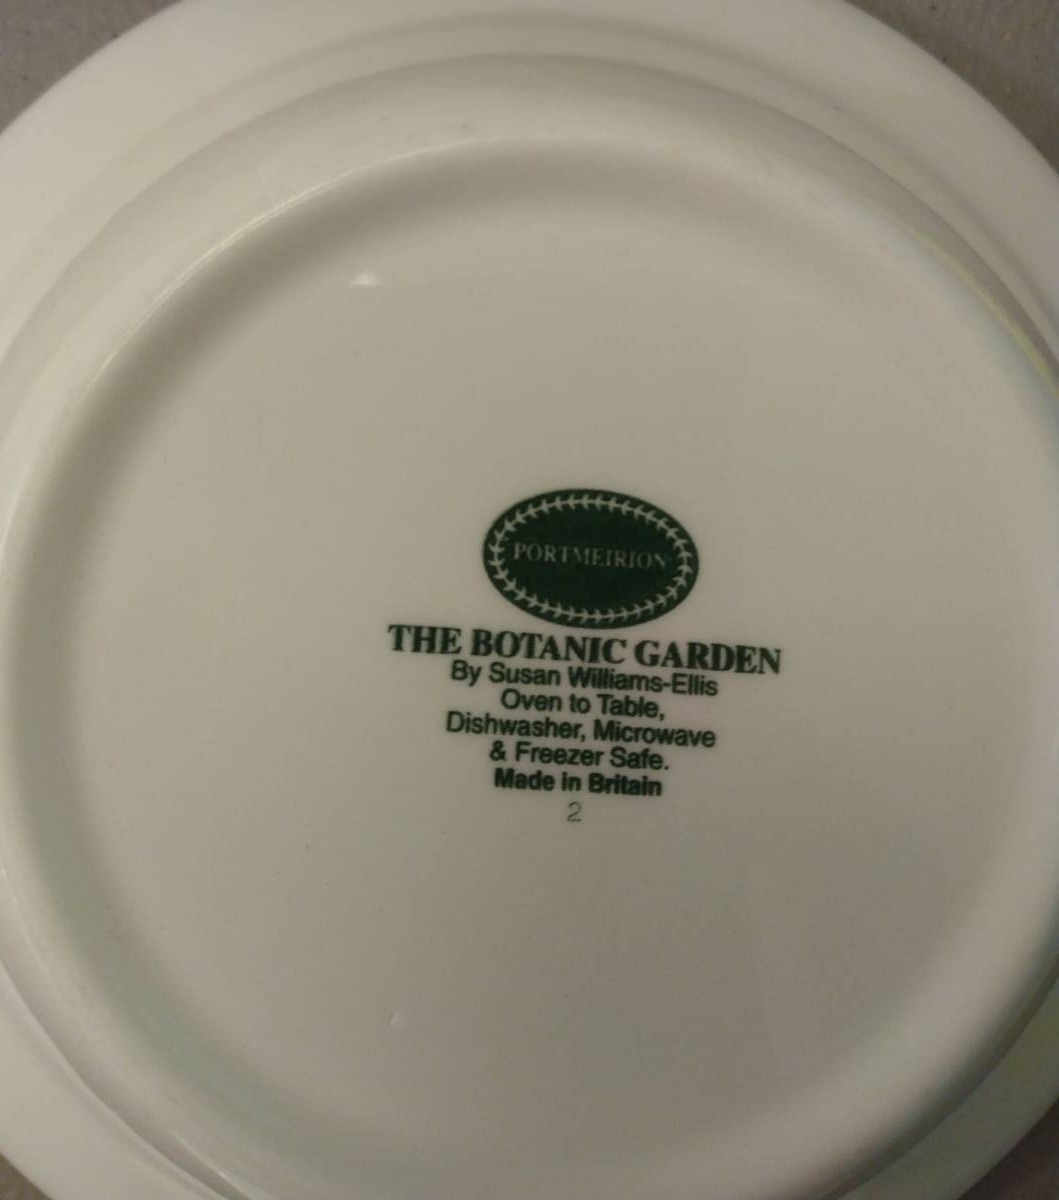 PORTMEIRION
THE BOTANIC GARDEN
By Susan Williams-Ellis
Oven to Table,
Dishwasher, Microwave
& Freezer Safe.
Made in Britain
2